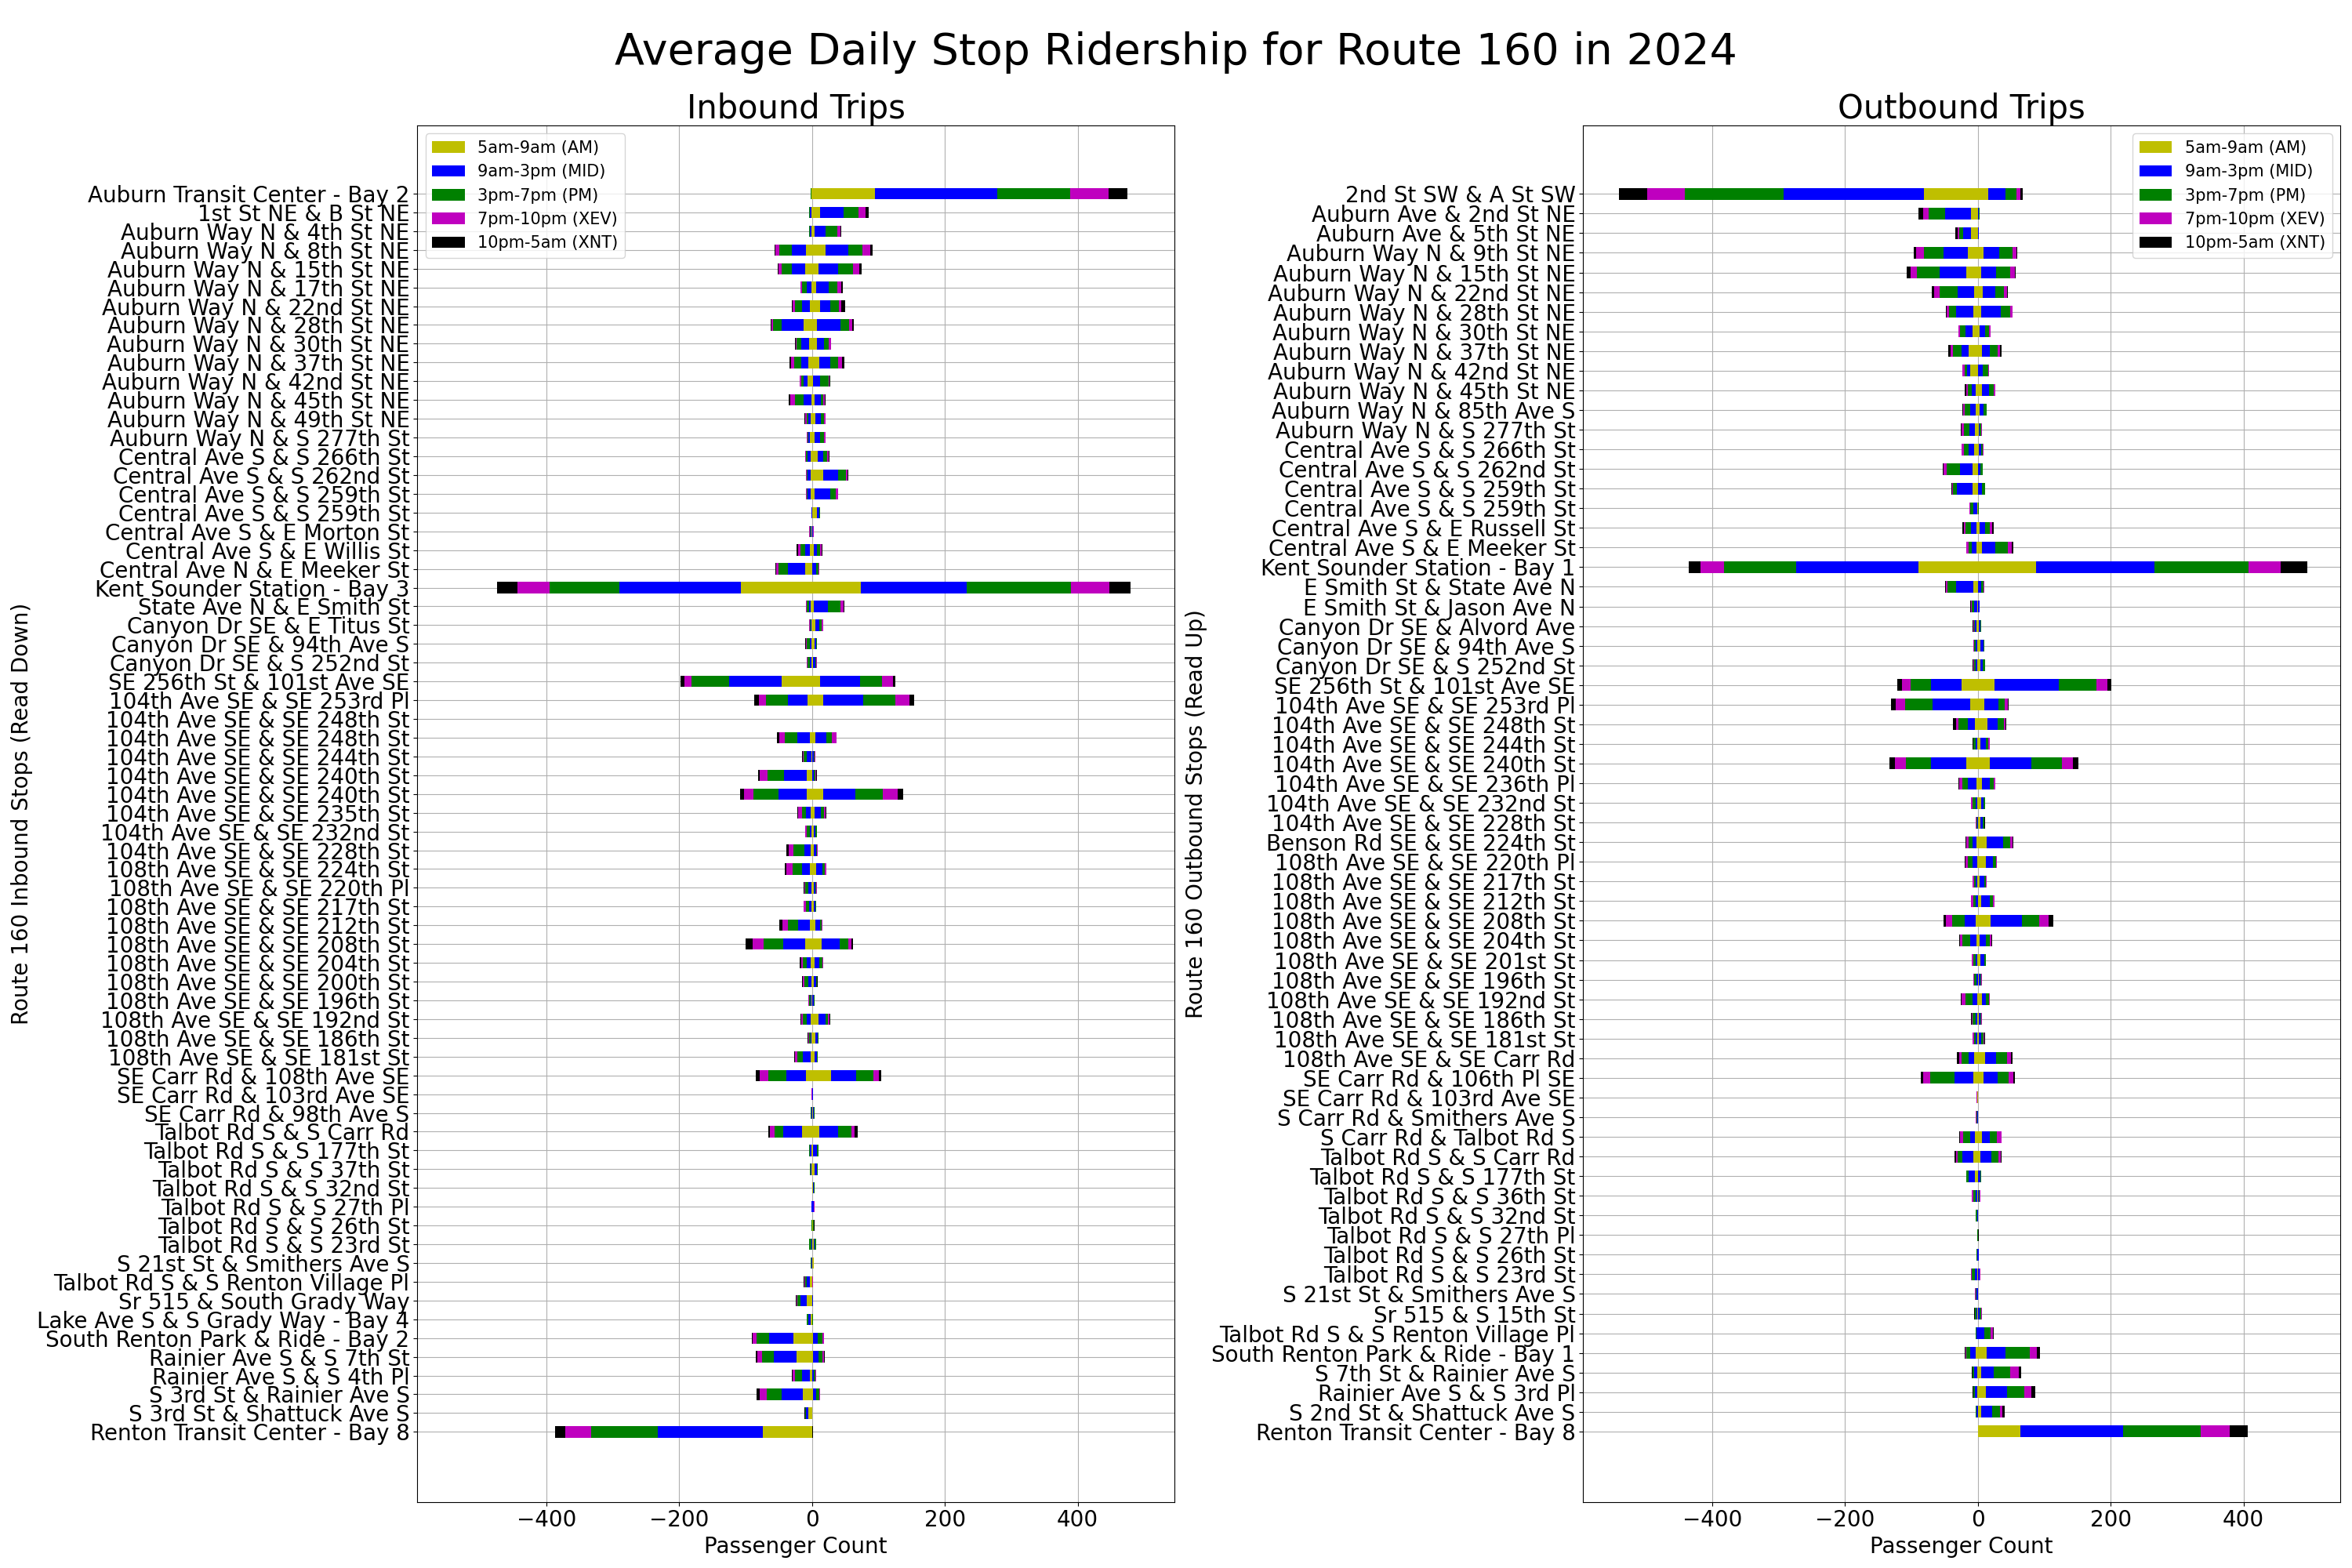 Average Daily Stop Ridership for Route 160 in 2024
Inbound Trips
5am-9am (AM)
9am-3pm (MID)
3pm-7pm (PM)
7pm-10pm (XEV)
10pm-5am (XNT)
Route 160 Inbound Stops (Read Down)
Auburn Transit Center - Bay 2
1st St NE & B St NE
Auburn Way N & 4th St NE
Auburn Way N & 8th St NE
Auburn Way N & 15th St NE
Auburn Way N & 17th St NE
Auburn Way N & 22nd St NE
Auburn Way N & 28th St NE
Auburn Way N & 30th St NE
Auburn Way N & 37th St NE
Auburn Way N & 42nd St NE
Auburn Way N & 45th St NE
Auburn Way N & 49th St NE
Auburn Way N & S 277th St
Central Ave S & S 266th St
Central Ave S & S 262nd St
Central Ave S & S 259th St
Central Ave S & S 259th St
Central Ave S & E Morton St
Central Ave S & E Willis St
Central Ave N & E Meeker St
Kent Sounder Station - Bay 3
State Ave N & E Smith St
Canyon Dr SE & E Titus St
Canyon Dr SE & 94th Ave S
Canyon Dr SE & S 252nd St
SE 256th St & 101st Ave SE
104th Ave SE & SE 253rd Pl
104th Ave SE & SE 248th St
104th Ave SE & SE 248th St
104th Ave SE & SE 244th St
104th Ave SE & SE 240th St
104th Ave SE & SE 240th St
104th Ave SE & SE 235th St
104th Ave SE & SE 232nd St
104th Ave SE & SE 228th St
108th Ave SE & SE 224th St
108th Ave SE & SE 220th Pl
108th Ave SE & SE 217th St
108th Ave SE & SE 212th St
108th Ave SE & SE 208th St
108th Ave SE & SE 204th St
108th Ave SE & SE 200th St
108th Ave SE & SE 196th St
108th Ave SE & SE 192nd St
108th Ave SE & SE 186th St
108th Ave SE & SE 181st St
SE Carr Rd & 108th Ave SE
SE Carr Rd & 103rd Ave SE
SE Carr Rd & 98th Ave S
Talbot Rd S & S Carr Rd
Talbot Rd S & S 177th St
Talbot Rd S & S 37th St
Talbot Rd S & S 32nd St
Talbot Rd S & S 27th Pl
Talbot Rd S & S 26th St
Talbot Rd S & S 23rd St
S 21st St & Smithers Ave S
Talbot Rd S & S Renton Village Pl
Sr 515 & South Grady Way
Lake Ave S & S Grady Way - Bay 4
South Renton Park & Ride - Bay 2
Rainier Ave S & S 7th St
Rainier Ave S & S 4th Pl
S 3rd St & Rainier Ave S
S 3rd St & Shattuck Ave S
Renton Transit Center - Bay 8
−400 −200 0 200 400
Passenger Count
Outbound Trips
5am-9am (AM)
9am-3pm (MID)
3pm-7pm (PM)
7pm-10pm (XEV)
10pm-5am (XNT)
Route 160 Outbound Stops (Read Up)
2nd St SW & A St SW
Auburn Ave & 2nd St NE
Auburn Ave & 5th St NE
Auburn Way N & 9th St NE
Auburn Way N & 15th St NE
Auburn Way N & 22nd St NE
Auburn Way N & 28th St NE
Auburn Way N & 30th St NE
Auburn Way N & 37th St NE
Auburn Way N & 42nd St NE
Auburn Way N & 45th St NE
Auburn Way N & 85th Ave S
Auburn Way N & S 277th St
Central Ave S & S 266th St
Central Ave S & S 262nd St
Central Ave S & S 259th St
Central Ave S & S 259th St
Central Ave S & E Russell St
Central Ave S & E Meeker St
Kent Sounder Station - Bay 1
E Smith St & State Ave N
E Smith St & Jason Ave N
Canyon Dr SE & Alvord Ave
Canyon Dr SE & 94th Ave S
Canyon Dr SE & S 252nd St
SE 256th St & 101st Ave SE
104th Ave SE & SE 253rd Pl
104th Ave SE & SE 248th St
104th Ave SE & SE 244th St
104th Ave SE & SE 240th St
104th Ave SE & SE 236th Pl
104th Ave SE & SE 232nd St
104th Ave SE & SE 228th St
Benson Rd SE & SE 224th St
108th Ave SE & SE 220th Pl
108th Ave SE & SE 217th St
108th Ave SE & SE 212th St
108th Ave SE & SE 208th St
108th Ave SE & SE 204th St
108th Ave SE & SE 201st St
108th Ave SE & SE 196th St
108th Ave SE & SE 192nd St
108th Ave SE & SE 186th St
108th Ave SE & SE 181st St
108th Ave SE & SE Carr Rd
SE Carr Rd & 106th Pl SE
SE Carr Rd & 103rd Ave SE
S Carr Rd & Smithers Ave S
S Carr Rd & Talbot Rd S
Talbot Rd S & S Carr Rd
Talbot Rd S & S 177th St
Talbot Rd S & S 36th St
Talbot Rd S & S 32nd St
Talbot Rd S & S 27th Pl
Talbot Rd S & S 26th St
Talbot Rd S & S 23rd St
S 21st St & Smithers Ave S
Sr 515 & S 15th St
Talbot Rd S & S Renton Village Pl
South Renton Park & Ride - Bay 1
S 7th St & Rainier Ave S
Rainier Ave S & S 3rd Pl
S 2nd St & Shattuck Ave S
Renton Transit Center - Bay 8
−400 −200 0 200 400
Passenger Count